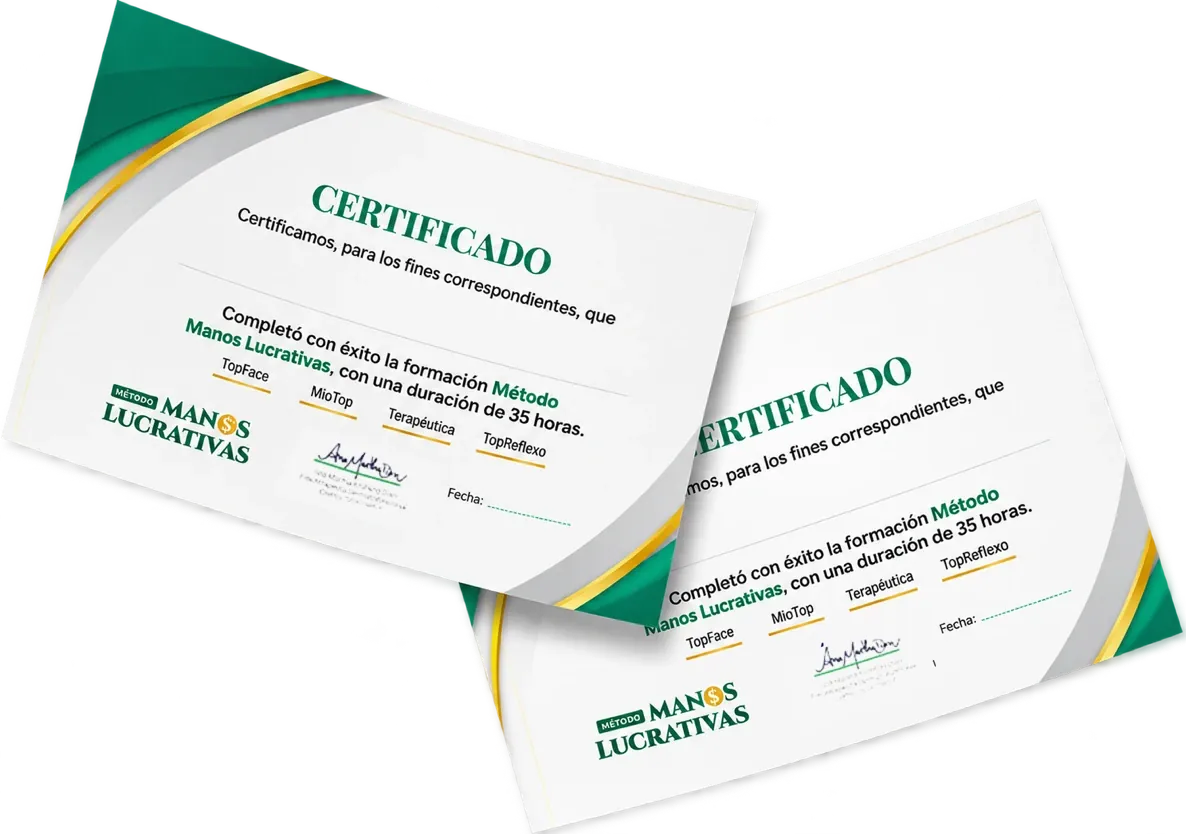 CERTIFICADO
Certificamos, para los fines correspondientes, que
Completó con éxito la formación Método
Manos Lucrativas, con una duración de 35 horas.
TopFace
MioTop
Terapéutica
TopReflexo
MÉTODO
MANOS
LUCRATIVAS
Fecha:
ERTIFICADO
mos, para los fines correspondientes, que
Completó con éxito la formación Método
Manos Lucrativas, con una duración de 35 horas.
TopFace
MioTop
Terapéutica
TopReflexo
MÉTODO
MANOS
LUCRATIVAS
Fecha: